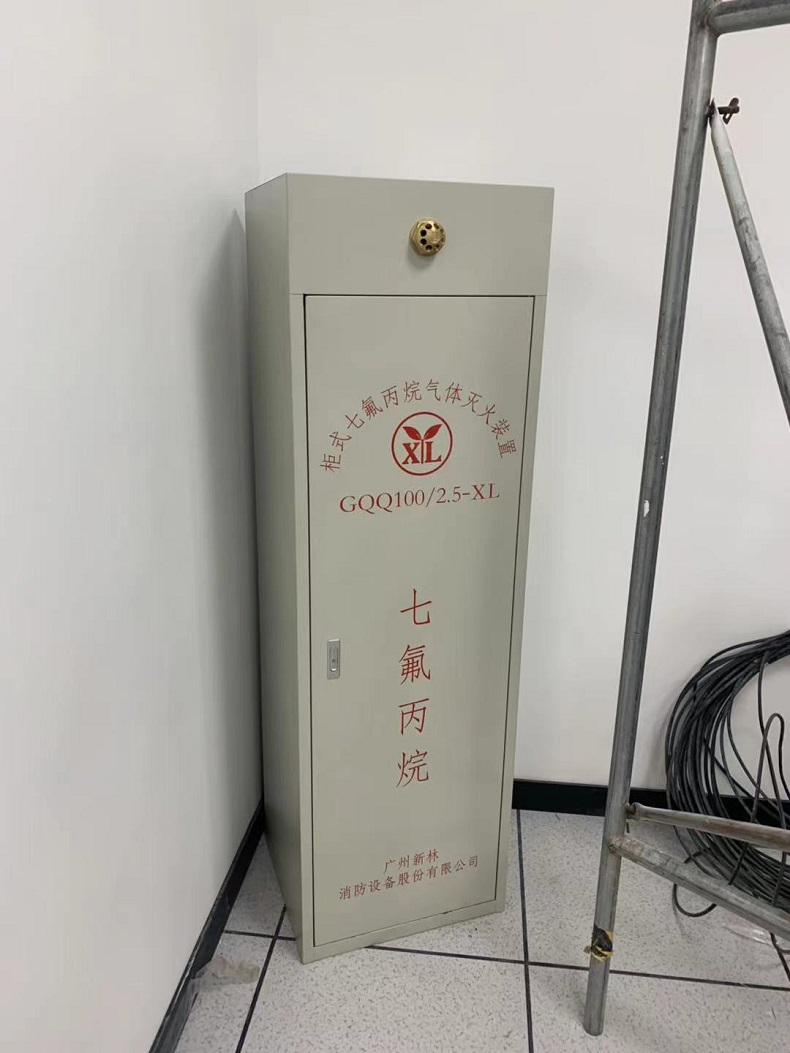 柜式七氟丙烷气体灭火装置
XL
GQQ100/2.5-XL
七
氟
丙
烷
广州新林
消防设备股份有限公司